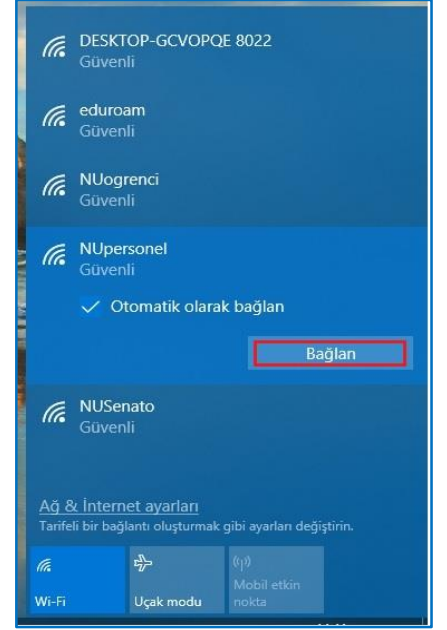 DESKTOP-GCVOPQE 8022
Güvenli
eduroam
Güvenli
NUogrenci
Güvenli
NUpersonel
Güvenli
Otomatik olarak bağlan
Bağlan
NUSenato
Güvenli
Ağ & İnternet ayarları
Tarifeli bir bağlantı oluşturmak gibi ayarları değiştirin.
Wi-Fi
Uçak modu
Mobil etkin
nokta